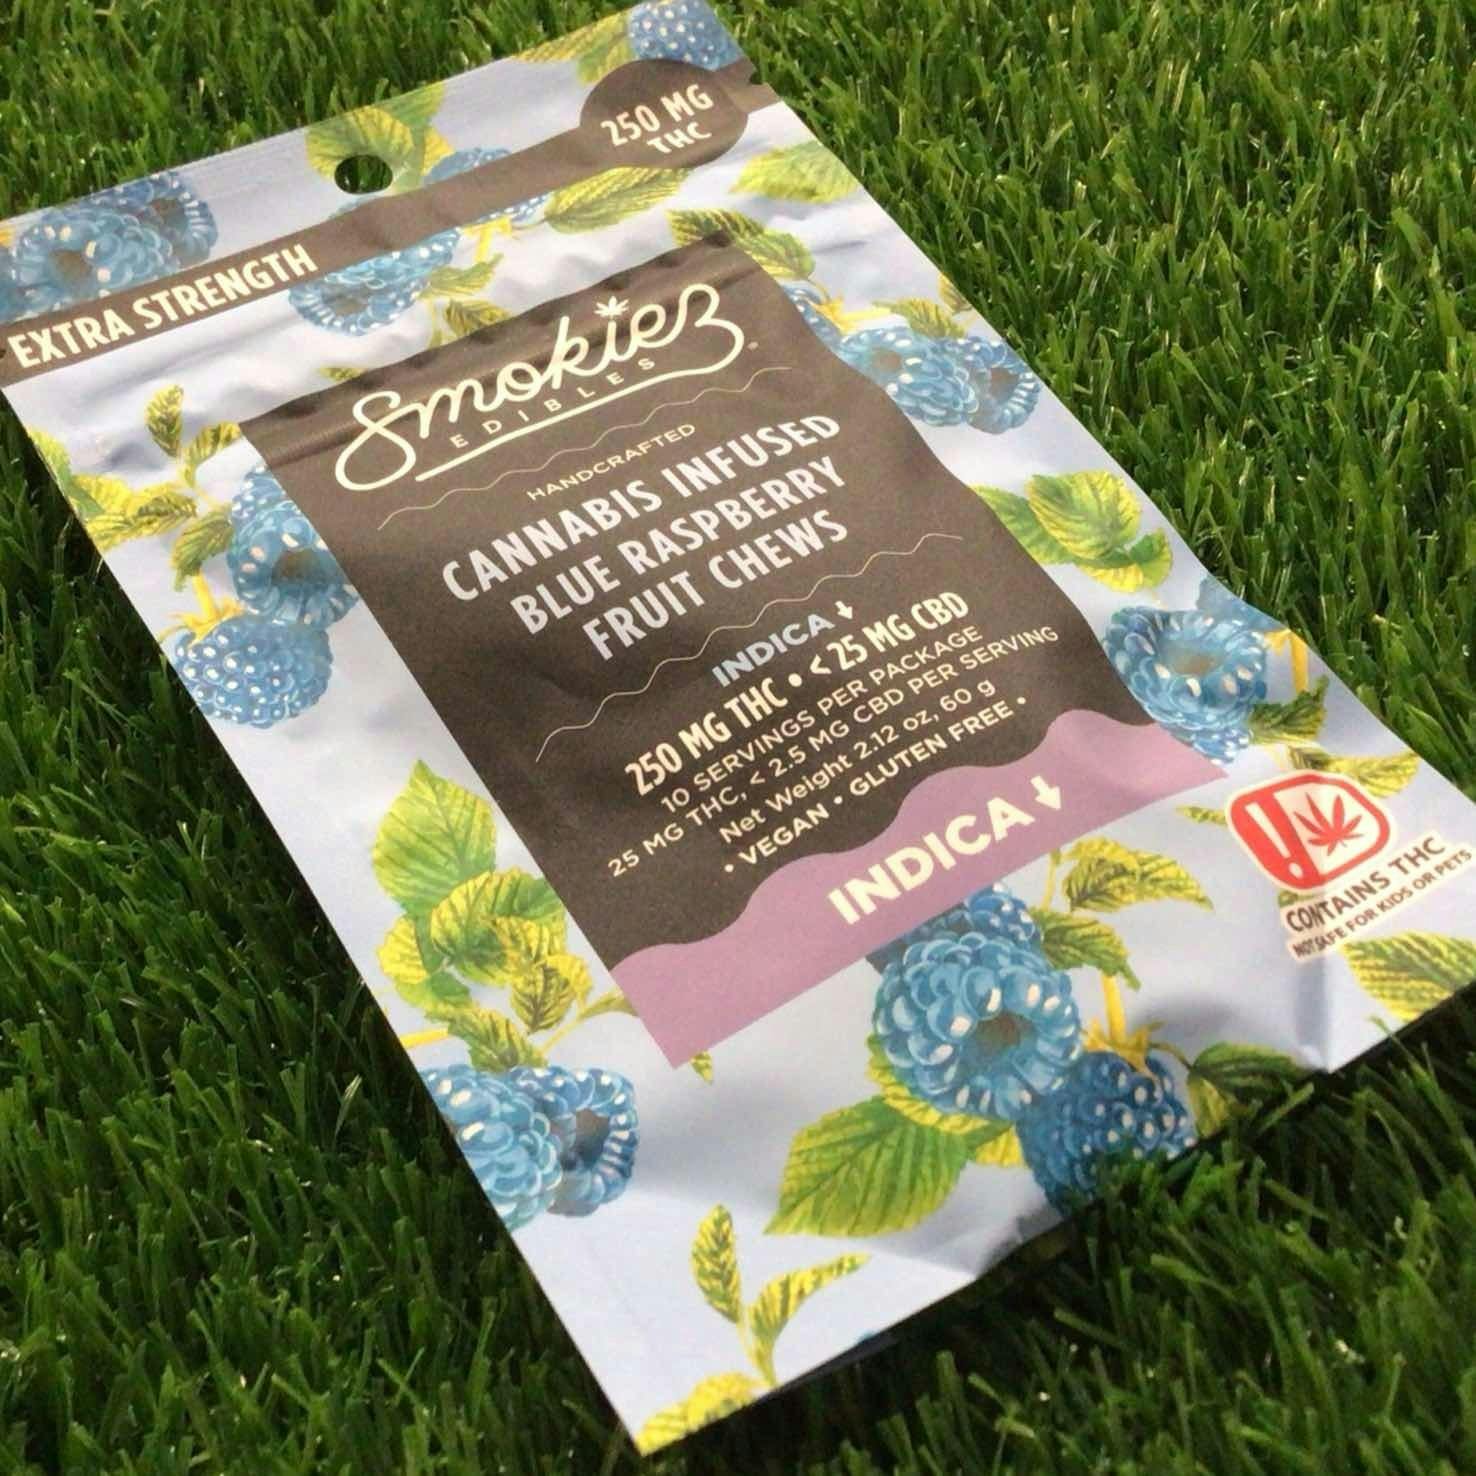 250 MG
THC
EXTRA STRENGTH
Smokiez
EDIBLES
HANDCRAFTED
CANNABIS INFUSED
BLUE RASPBERRY
FRUIT CHEWS
INDICA ↓
250 MG THC • < 25 MG CBD
10 SERVINGS PER PACKAGE
25 MG THC, < 2.5 MG CBD PER SERVING
Net Weight 2.12 oz, 60 g
• VEGAN • GLUTEN FREE •
INDICA ↓
!
CONTAINS THC
NOT SAFE FOR KIDS OR PETS